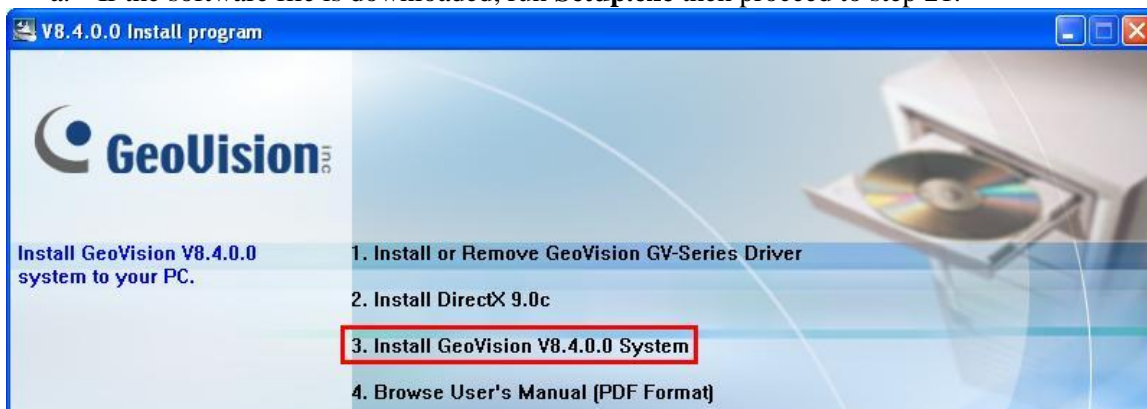 V8.4.0.0 Install program
GeoVision inc
Install GeoVision V8.4.0.0
system to your PC.
1. Install or Remove GeoVision GV-Series Driver
2. Install DirectX 9.0c
3. Install GeoVision V8.4.0.0 System
4. Browse User's Manual (PDF Format)